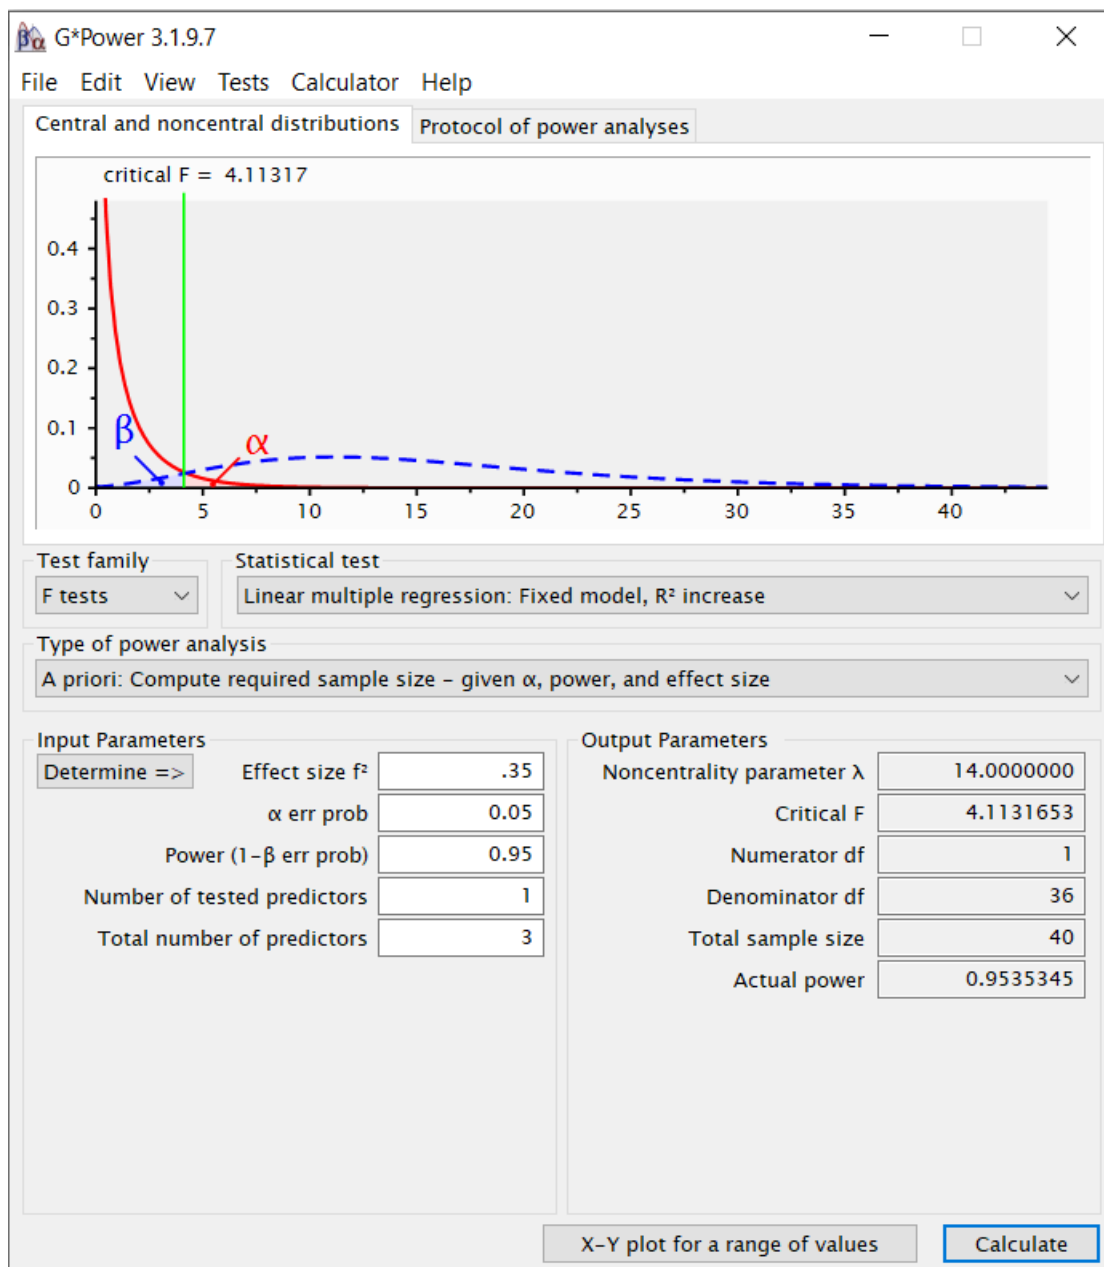 G*Power 3.1.9.7
File Edit View Tests Calculator Help
Central and noncentral distributions Protocol of power analyses
critical F = 4.11317
0.4
0.3
0.2
0.1
0
β
α
0 5 10 15 20 25 30 35 40
Test family Statistical test
F tests Linear multiple regression: Fixed model, R² increase
Type of power analysis
A priori: Compute required sample size – given α, power, and effect size
Input Parameters Output Parameters
Determine => Effect size f² .35 Noncentrality parameter λ 14.0000000
α err prob 0.05 Critical F 4.1131653
Power (1-β err prob) 0.95 Numerator df 1
Number of tested predictors 1 Denominator df 36
Total number of predictors 3 Total sample size 40
Actual power 0.9535345
X-Y plot for a range of values Calculate